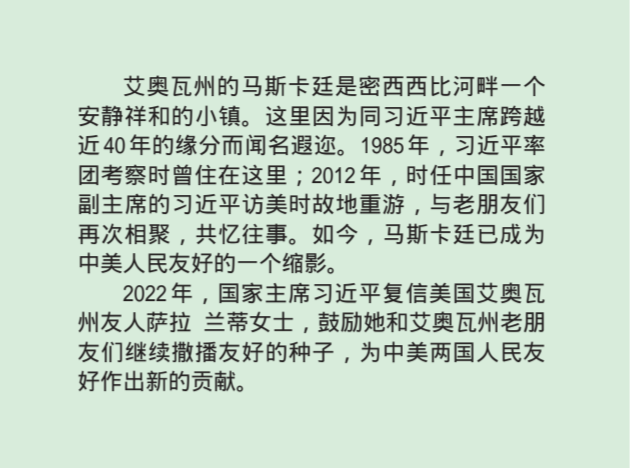 艾奥瓦州的马斯卡廷是密西西比河畔一个
安静祥和的小镇。这里因为同习近平主席跨越
近40年的缘分而闻名遐迩。1985年，习近平率
团考察时曾住在这里；2012年，时任中国国家
副主席的习近平访美时故地重游，与老朋友们
再次相聚，共忆往事。如今，马斯卡廷已成为
中美人民友好的一个缩影。
2022年，国家主席习近平复信美国艾奥瓦
州友人萨拉 兰蒂女士，鼓励她和艾奥瓦州老朋
友们继续撒播友好的种子，为中美两国人民友
好作出新的贡献。